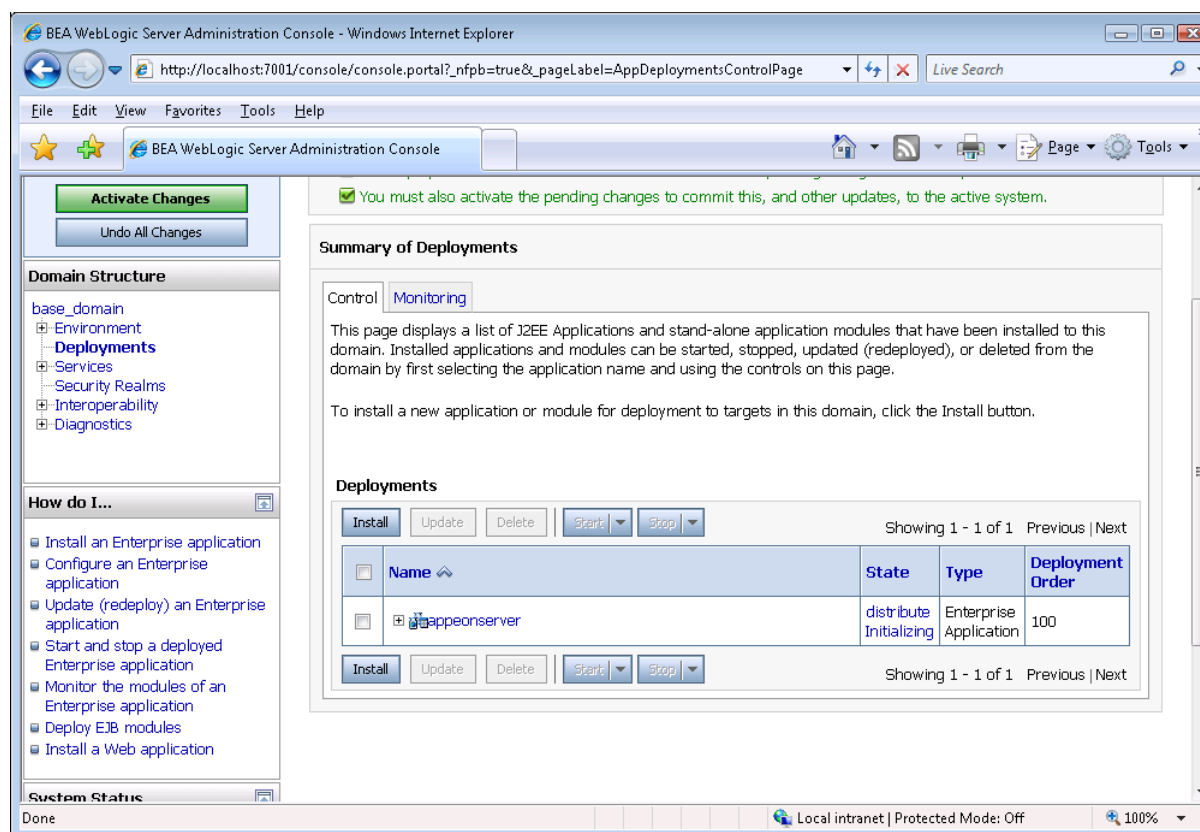 BEA WebLogic Server Administration Console - Windows Internet Explorer
http://localhost:7001/console/console.portal?_nfpb=true&_pageLabel=AppDeploymentsControlPage
Live Search
File Edit View Favorites Tools Help
BEA WebLogic Server Administration Console
Page
Tools
Activate Changes
Undo All Changes
Domain Structure
base_domain
Environment
Deployments
Services
Security Realms
Interoperability
Diagnostics
How do I...
Install an Enterprise application
Configure an Enterprise
application
Update (redeploy) an Enterprise
application
Start and stop a deployed
Enterprise application
Monitor the modules of an
Enterprise application
Deploy EJB modules
Install a Web application
System Status
You must also activate the pending changes to commit this, and other updates, to the active system.
Summary of Deployments
Control Monitoring
This page displays a list of J2EE Applications and stand-alone application modules that have been installed to this
domain. Installed applications and modules can be started, stopped, updated (redeployed), or deleted from the
domain by first selecting the application name and using the controls on this page.
To install a new application or module for deployment to targets in this domain, click the Install button.
Deployments
Install Update Delete Start Stop Showing 1 - 1 of 1 Previous | Next
Name State Type Deployment
Order
appeonserver distribute Enterprise 100
Initializing Application
Install Update Delete Start Stop Showing 1 - 1 of 1 Previous | Next
Done Local intranet | Protected Mode: Off 100%